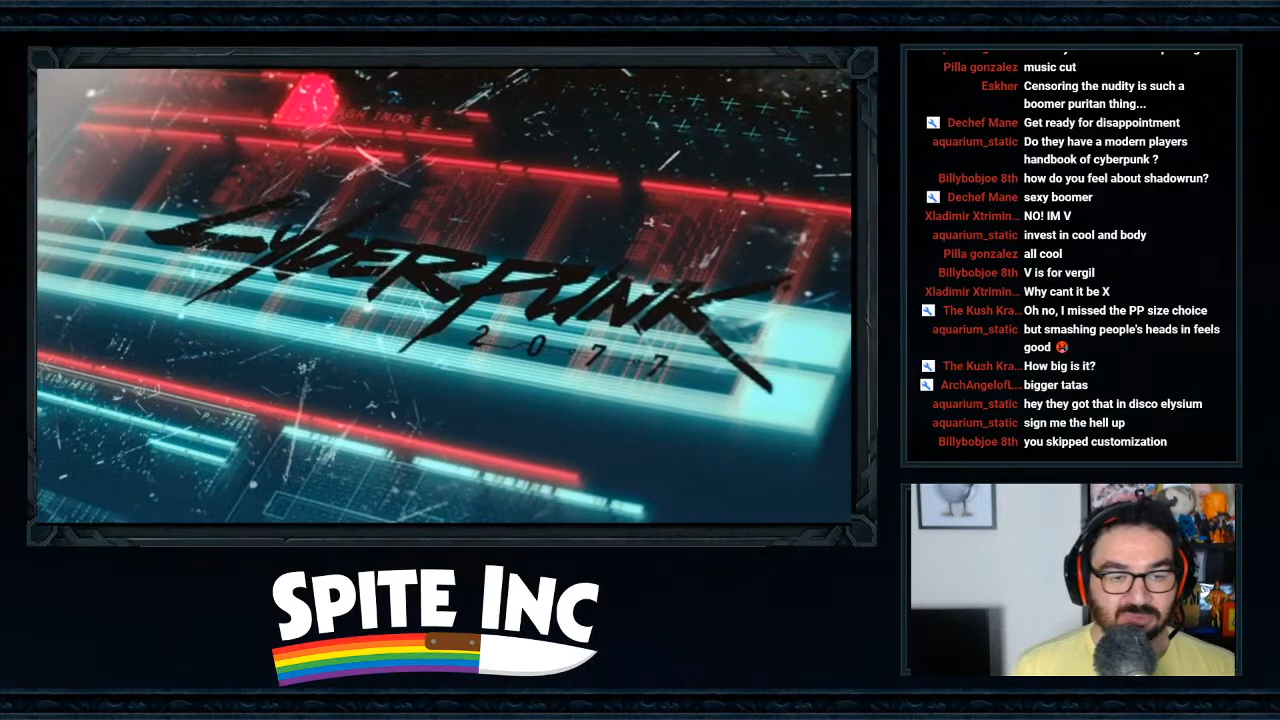 CYBERPUNK
2077
Pilla gonzalez music cut
Eskher Censoring the nudity is such a
boomer puritan thing...
Dechef Mane Get ready for disappointment
aquarium_static Do they have a modern players
handbook of cyberpunk ?
Billybobjoe 8th how do you feel about shadowrun?
Dechef Mane sexy boomer
Xladimir Xtrimin... NO! IM V
aquarium_static invest in cool and body
Pilla gonzalez all cool
Billybobjoe 8th V is for vergil
Xladimir Xtrimin... Why cant it be X
The Kush Kra... Oh no, I missed the PP size choice
aquarium_static but smashing people's heads in feels
good
The Kush Kra... How big is it?
ArchAngelofL... bigger tatas
aquarium_static hey they got that in disco elysium
aquarium_static sign me the hell up
Billybobjoe 8th you skipped customization
SPITE INC